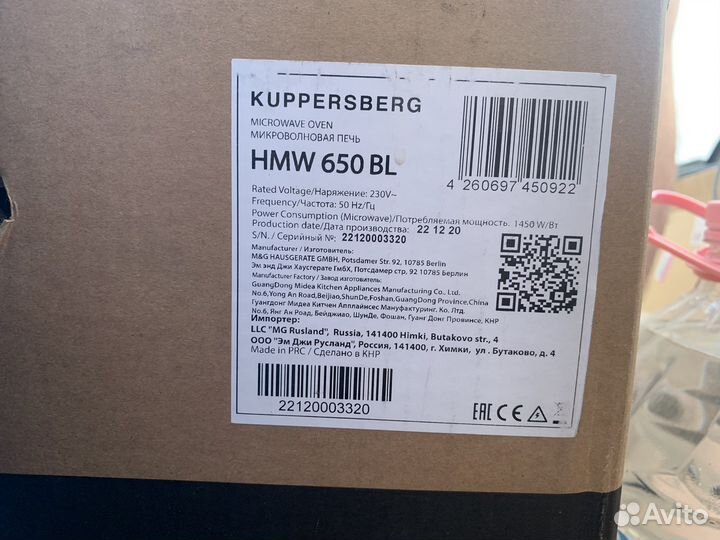 KUPPERSBERG
MICROWAVE OVEN
МИКРОВОЛНОВАЯ ПЕЧЬ
HMW 650 BL
4 260697 450922
Rated Voltage/Наряжение: 230V~
Frequency/Частота: 50 Hz/Гц
Power Consumption (Microwave)/Потребляемая мощность: 1450 W/Вт
Production date/Дата производства: 22 12 20
S/N. / Серийный №: 22120003320
Manufacturer / Изготовитель:
M&G HAUSGERATE GMBH, Potsdamer Str. 92, 10785 Berlin
Эм энд Джи Хаусгерате ГмбХ, Потсдамер стр, 92 10785 Берлин
Manufacturer Factory / Завод изготовитель:
GuangDong Midea Kitchen Appliances Manufacturing Co., Ltd.
No.6,Yong An Road,Beijiao,Shunde,Foshan,GuangDong Province,China
Гуангдонг Мидеа Китчен Апплайнсес Мануфактуринг. Ко. Лтд.
No.6, Янг Ан Роад, Бейджиао, ШунДе, Фошан, Гуанг Донг Провинсе, КНР
Импортер:
LLC "MG Rusland", Russia, 141400 Himki, Butakovo str., 4
ООО "Эм Джи Русланд", Россия, 141400, г. Химки, ул. Бутаково, д. 4
Made in PRC / Сделано в КНР
22120003320
EAC CE
Avito